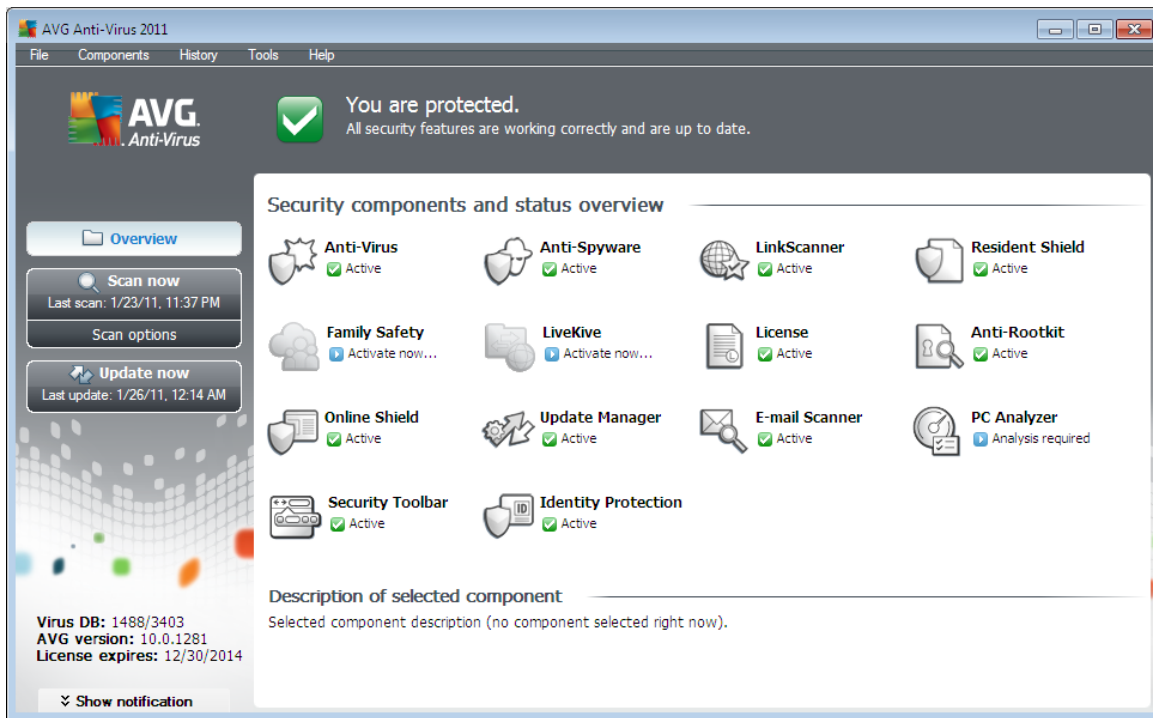 AVG Anti-Virus 2011
File Components History Tools Help
AVG.
Anti-Virus
You are protected.
All security features are working correctly and are up to date.
Overview
Scan now
Last scan: 1/23/11, 11:37 PM
Scan options
Update now
Last update: 1/26/11, 12:14 AM
Security components and status overview
Anti-Virus
Active
Anti-Spyware
Active
LinkScanner
Active
Resident Shield
Active
Family Safety
Activate now...
LiveKive
Activate now...
License
Active
Anti-Rootkit
Active
Online Shield
Active
Update Manager
Active
E-mail Scanner
Active
PC Analyzer
Analysis required
Security Toolbar
Active
ID
Identity Protection
Active
Description of selected component
Selected component description (no component selected right now).
Virus DB: 1488/3403
AVG version: 10.0.1281
License expires: 12/30/2014
Show notification